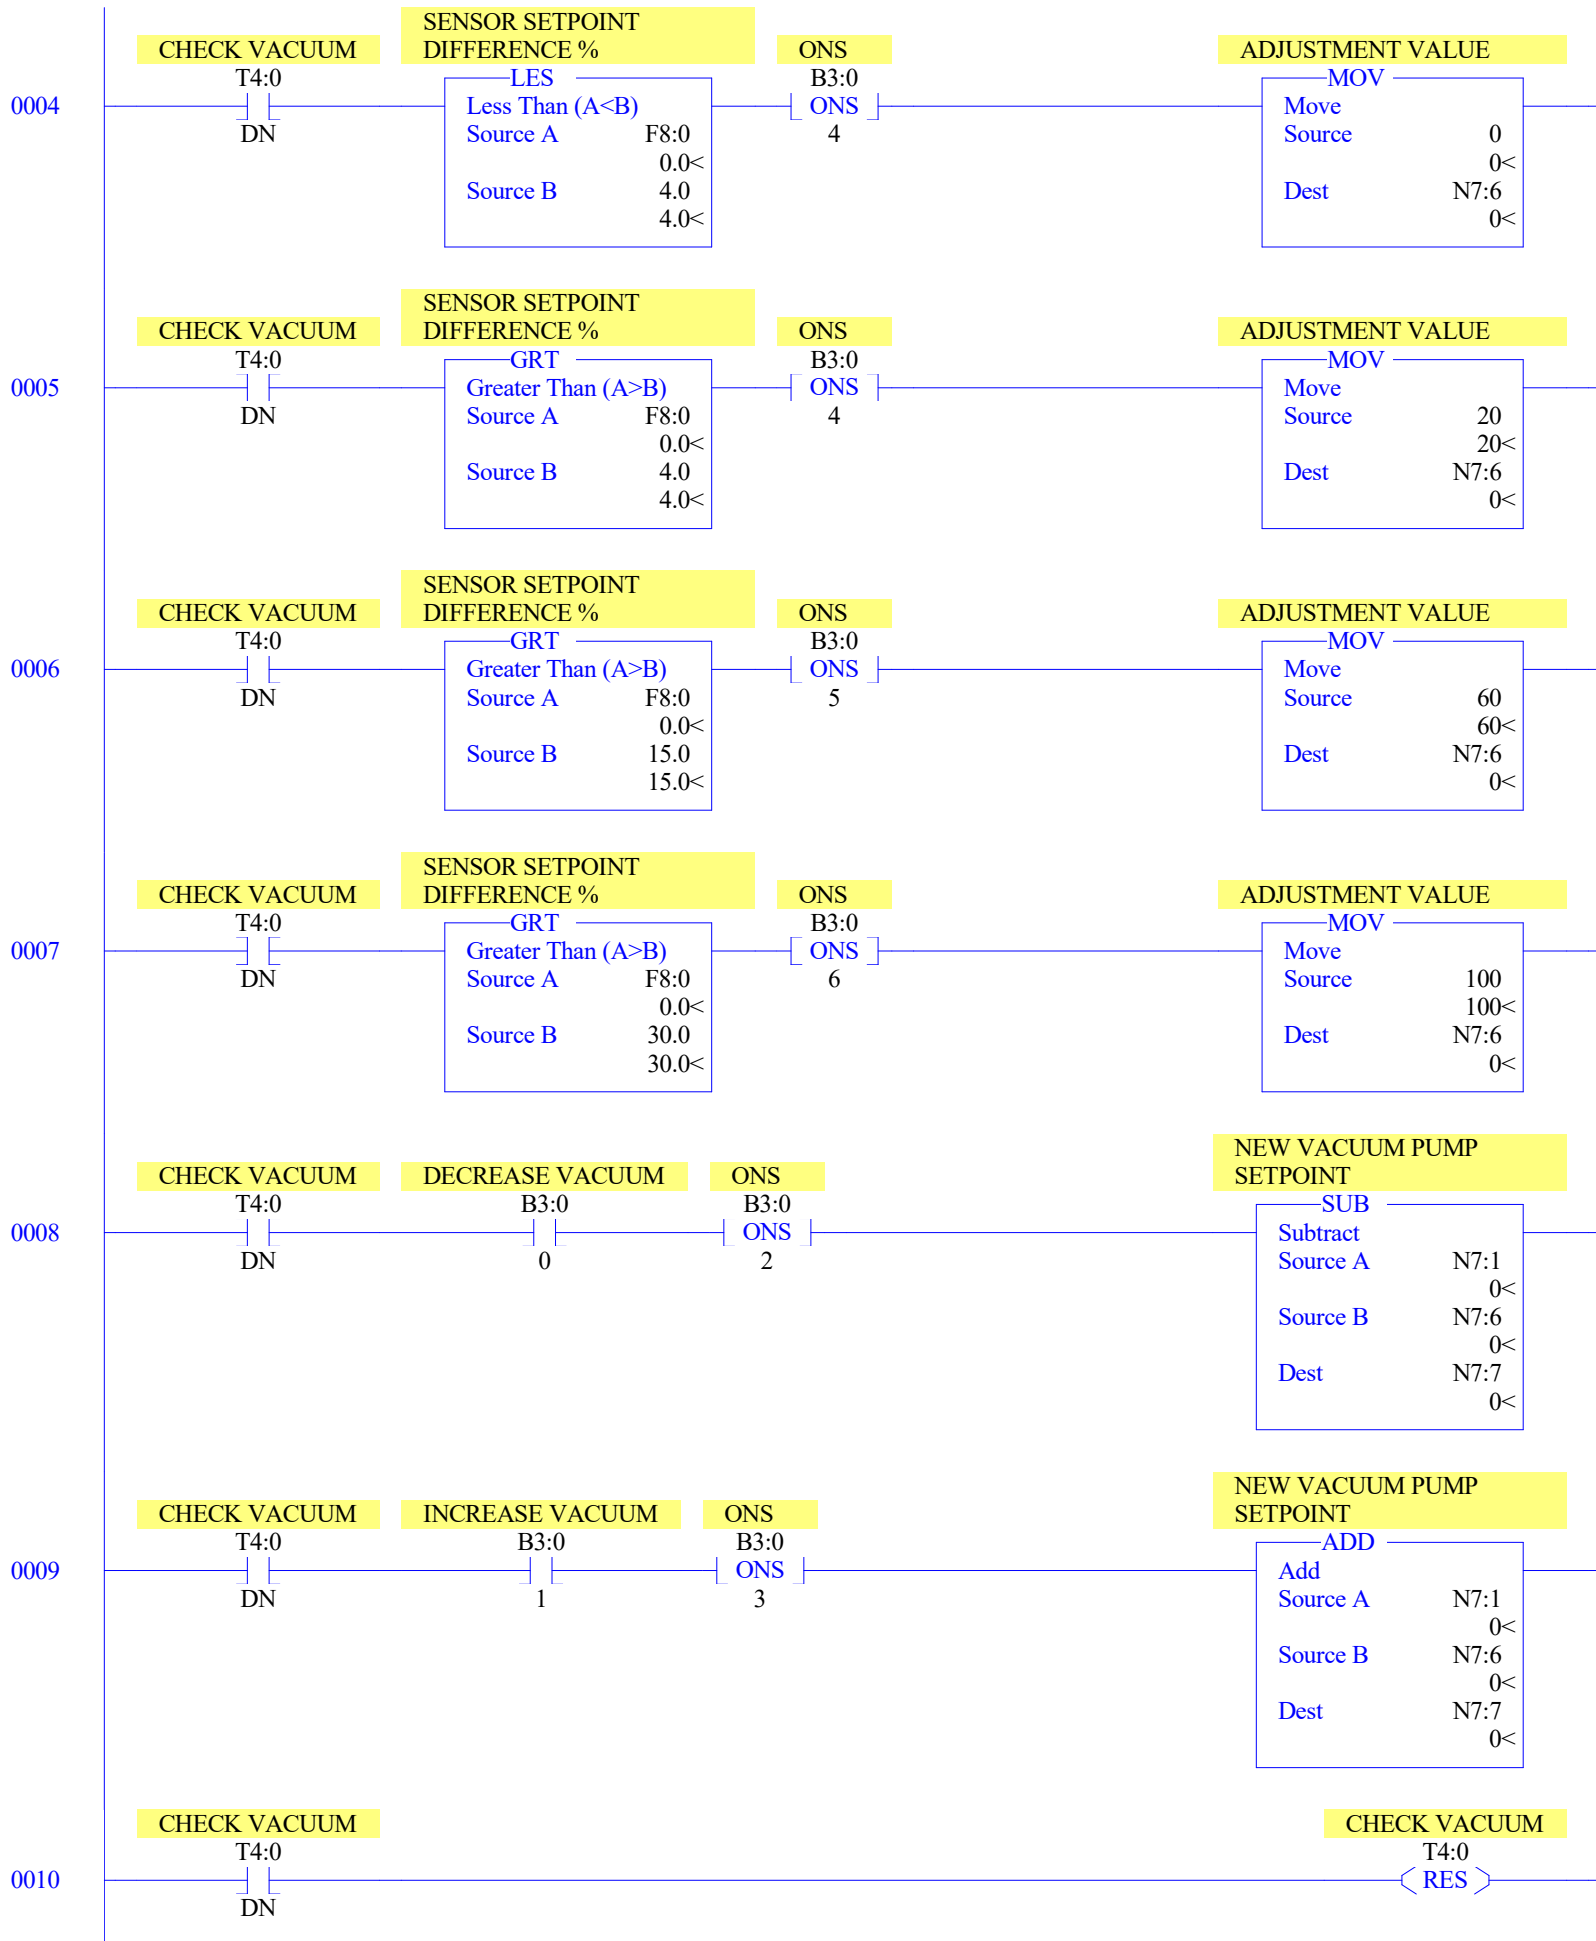 SENSOR SETPOINT
CHECK VACUUM DIFFERENCE % ONS ADJUSTMENT VALUE
T4:0 LES B3:0 MOV
0004 Less Than (A<B) ONS Move
DN Source A F8:0 4 Source 0
0.0< 0<
Source B 4.0 Dest N7:6
4.0< 0<
SENSOR SETPOINT
CHECK VACUUM DIFFERENCE % ONS ADJUSTMENT VALUE
T4:0 GRT B3:0 MOV
0005 Greater Than (A>B) ONS Move
DN Source A F8:0 4 Source 20
0.0< 20<
Source B 4.0 Dest N7:6
4.0< 0<
SENSOR SETPOINT
CHECK VACUUM DIFFERENCE % ONS ADJUSTMENT VALUE
T4:0 GRT B3:0 MOV
0006 Greater Than (A>B) ONS Move
DN Source A F8:0 5 Source 60
0.0< 60<
Source B 15.0 Dest N7:6
15.0< 0<
SENSOR SETPOINT
CHECK VACUUM DIFFERENCE % ONS ADJUSTMENT VALUE
T4:0 GRT B3:0 MOV
0007 Greater Than (A>B) ONS Move
DN Source A F8:0 6 Source 100
0.0< 100<
Source B 30.0 Dest N7:6
30.0< 0<
NEW VACUUM PUMP
CHECK VACUUM DECREASE VACUUM ONS SETPOINT
T4:0 B3:0 B3:0 SUB
0008 ONS Subtract
DN 0 2 Source A N7:1
0<
Source B N7:6
0<
Dest N7:7
0<
NEW VACUUM PUMP
CHECK VACUUM INCREASE VACUUM ONS SETPOINT
T4:0 B3:0 B3:0 ADD
0009 ONS Add
DN 1 3 Source A N7:1
0<
Source B N7:6
0<
Dest N7:7
0<
CHECK VACUUM CHECK VACUUM
T4:0 T4:0
0010 RES
DN